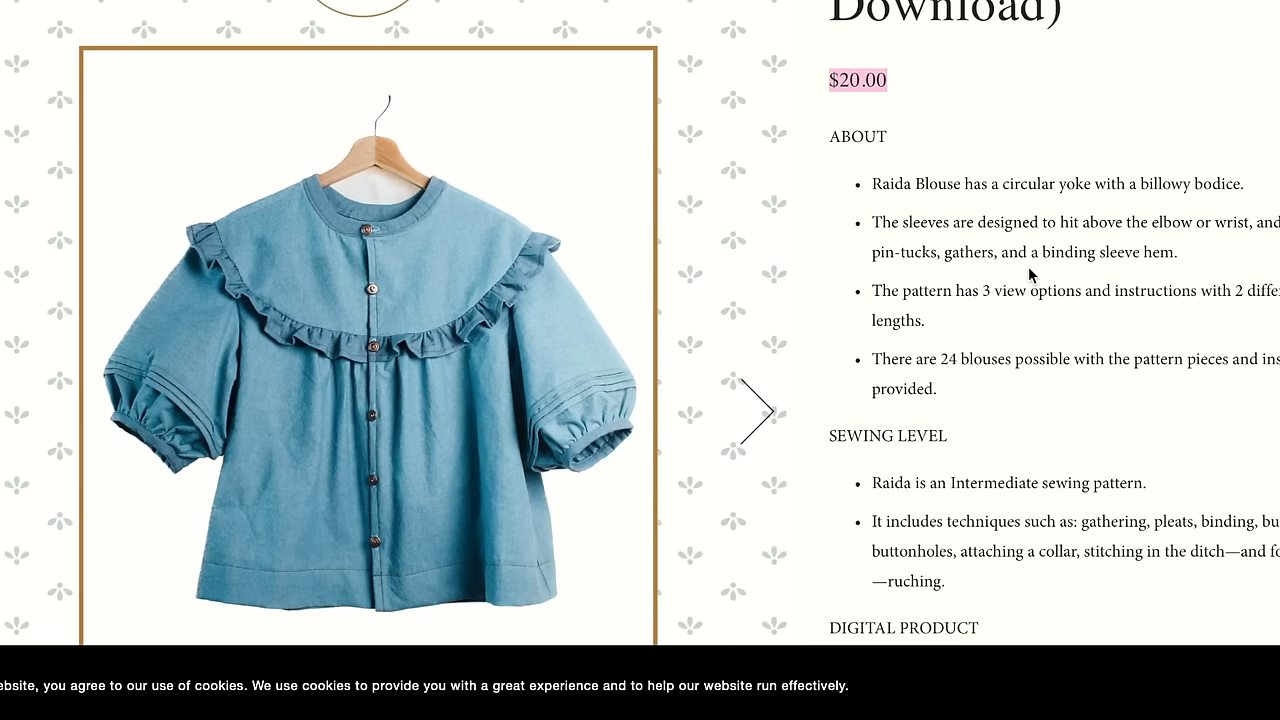 Download)
$20.00
ABOUT
• Raida Blouse has a circular yoke with a billowy bodice.
• The sleeves are designed to hit above the elbow or wrist, and
pin-tucks, gathers, and a binding sleeve hem.
• The pattern has 3 view options and instructions with 2
lengths.
• There are 24 blouses possible with the pattern pieces and
provided.
SEWING LEVEL
• Raida is an Intermediate sewing pattern.
• It includes techniques such as: gathering, pleats, binding,
buttonholes, attaching a collar, stitching in the ditch—and
—ruching.
DIGITAL PRODUCT
you agree to our use of cookies. We use cookies to provide you with a great experience and to help our website run effectively.